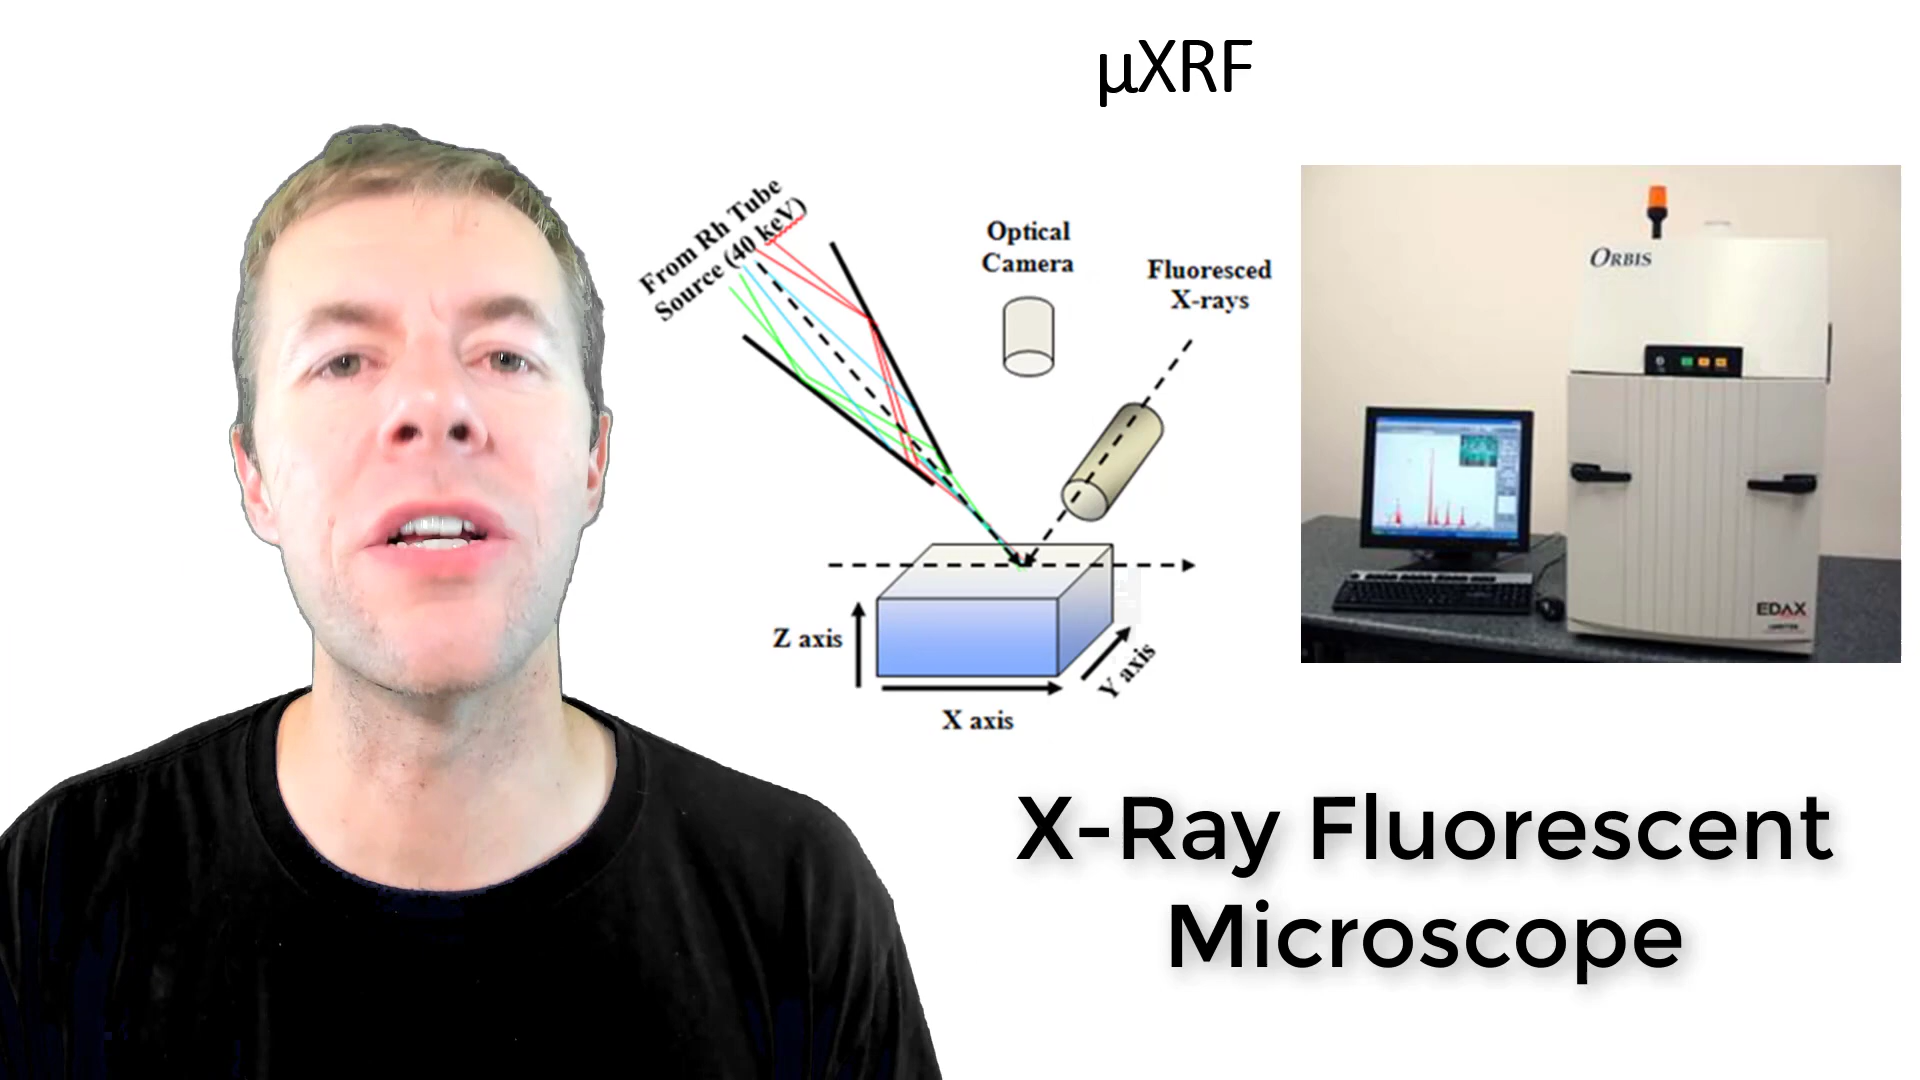 µXRF
From Rh Tube
Source (40 keV)
Optical
Camera
Fluoresced
X-rays
Z axis
Y axis
X axis
ORBIS
EDAX
X-Ray Fluorescent
Microscope